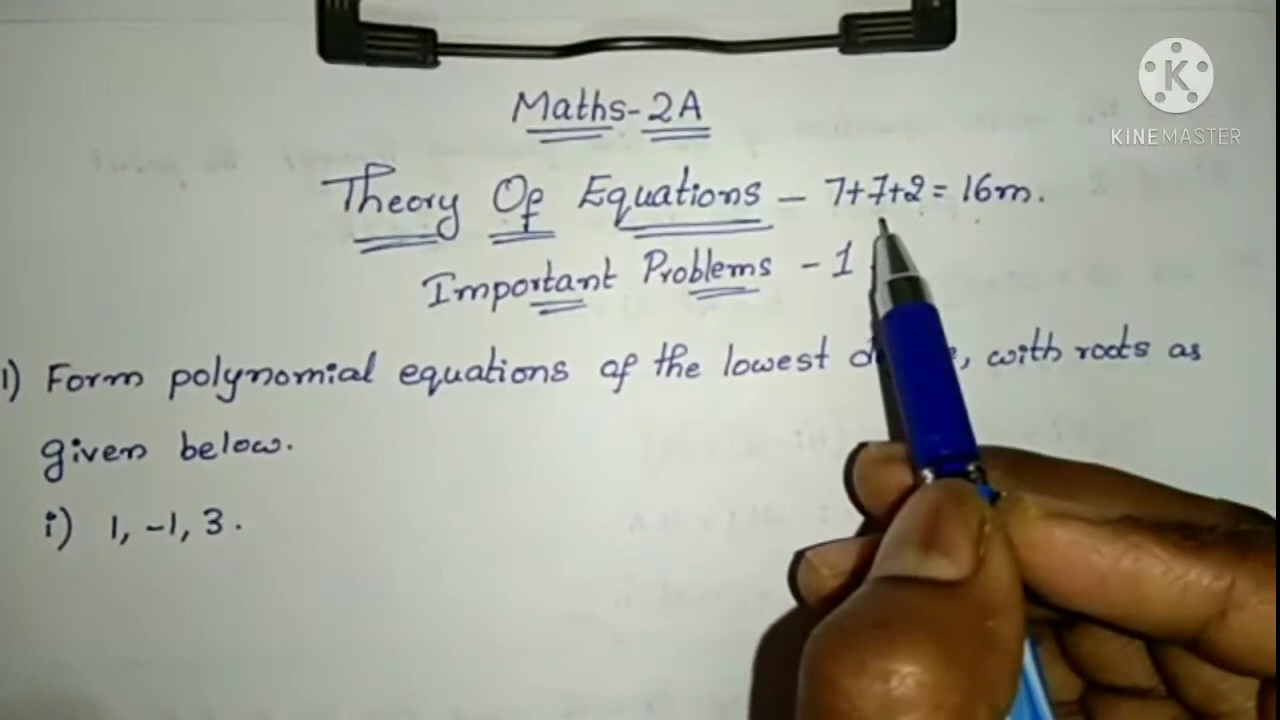 KINEMASTER
Maths-2A
Theory Of Equations - 7+7+2 = 16m.
Important Problems - 1
1) Form polynomial equations of the lowest , with roots as
given below.
i) 1, -1, 3.